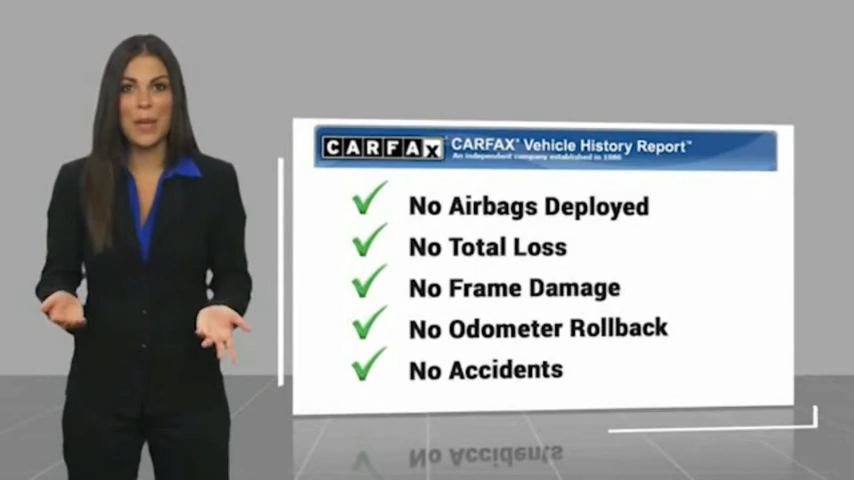 CARFAX CARFAX® Vehicle History Report™
An independent company established in 1986
No Airbags Deployed
No Total Loss
No Frame Damage
No Odometer Rollback
No Accidents
No Accidents